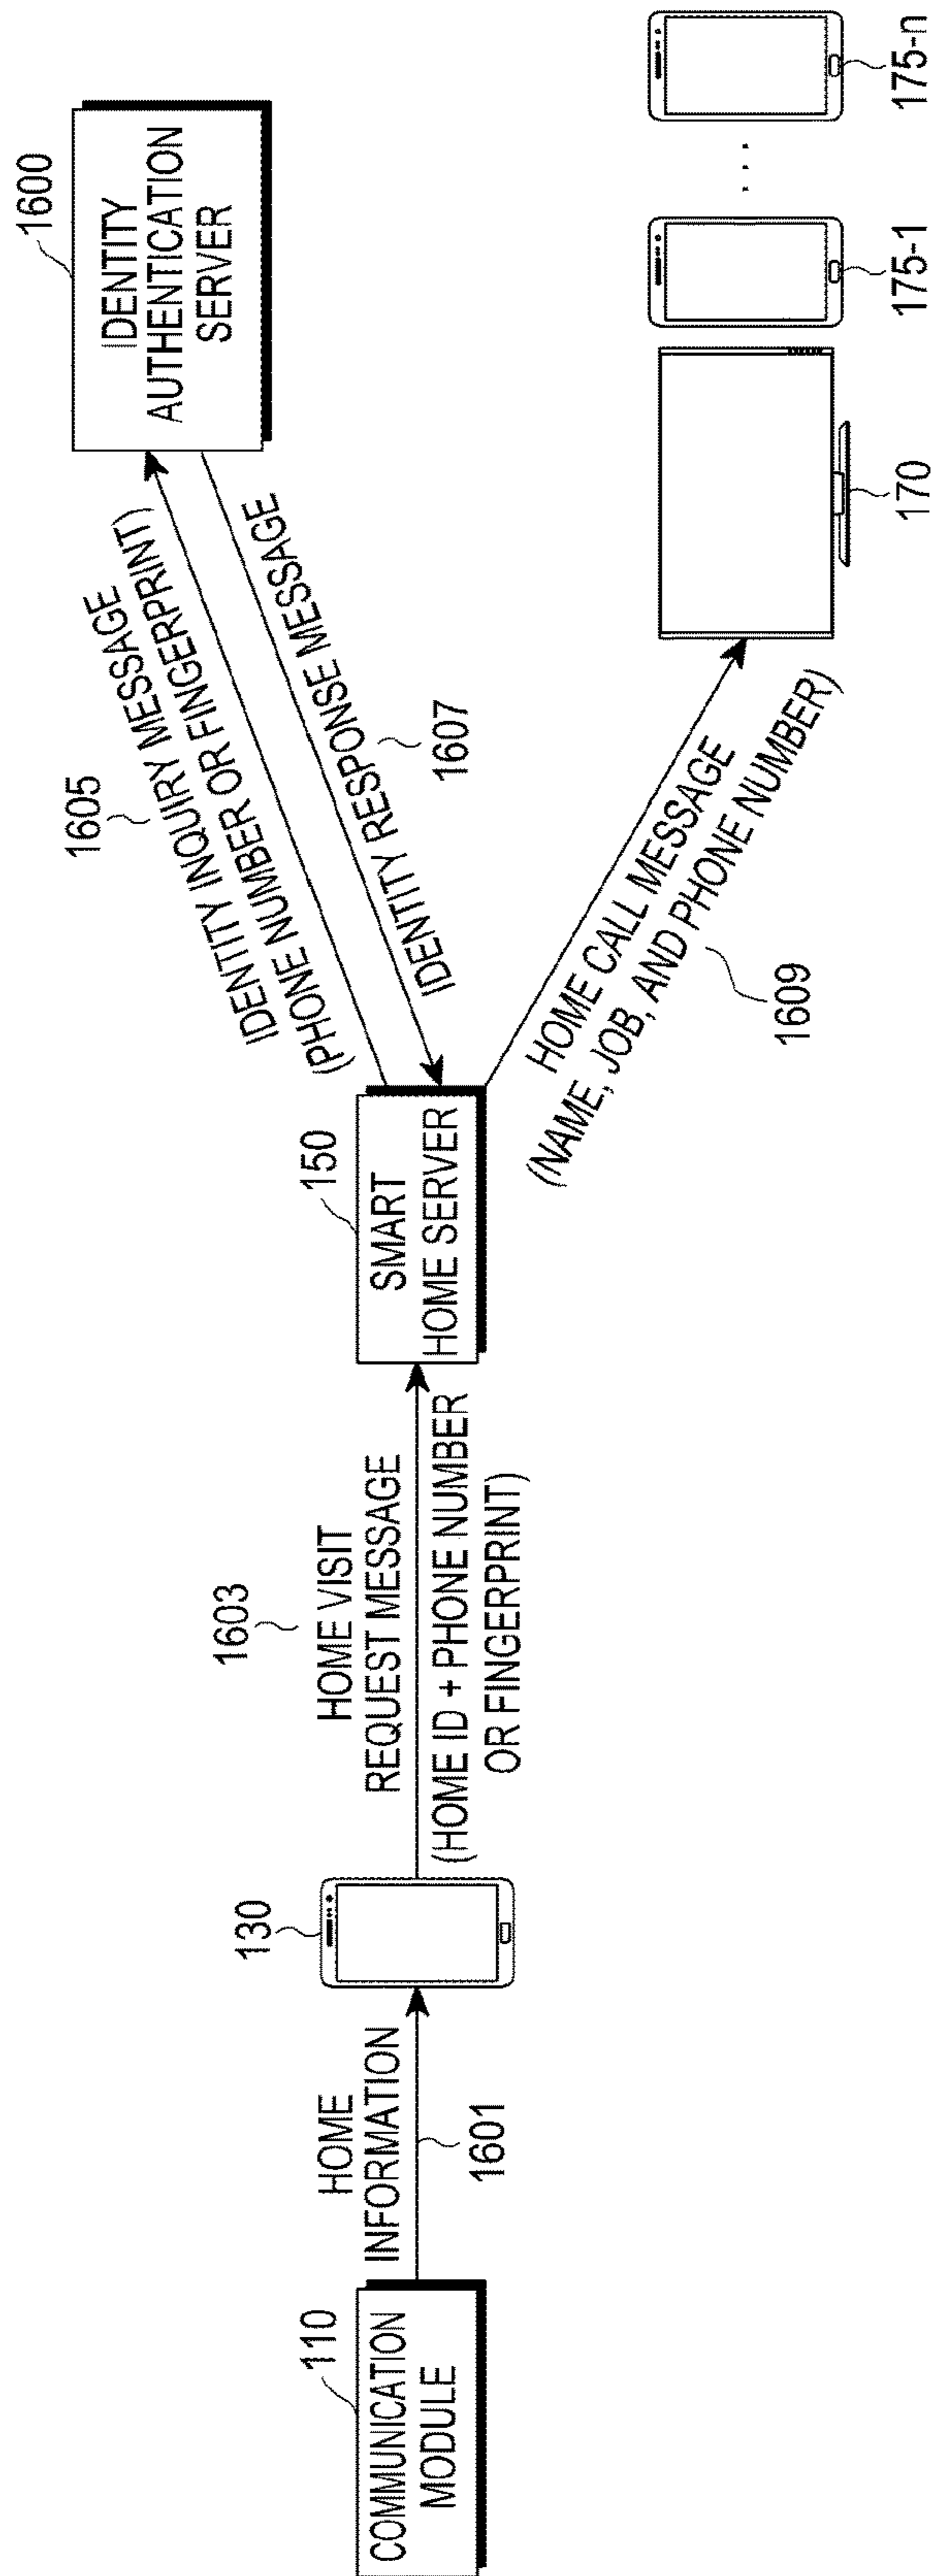 110
COMMUNICATION
MODULE
HOME
INFORMATION
1601
130
1603
HOME VISIT
REQUEST MESSAGE
(HOME ID + PHONE NUMBER
OR FINGERPRINT)
150
SMART
HOME SERVER
1605
IDENTITY INQUIRY MESSAGE
(PHONE NUMBER OR FINGERPRINT)
IDENTITY RESPONSE MESSAGE
1607
1600
IDENTITY
AUTHENTICATION
SERVER
HOME CALL MESSAGE
(NAME, JOB, AND PHONE NUMBER)
1609
170
175-1
...
175-n